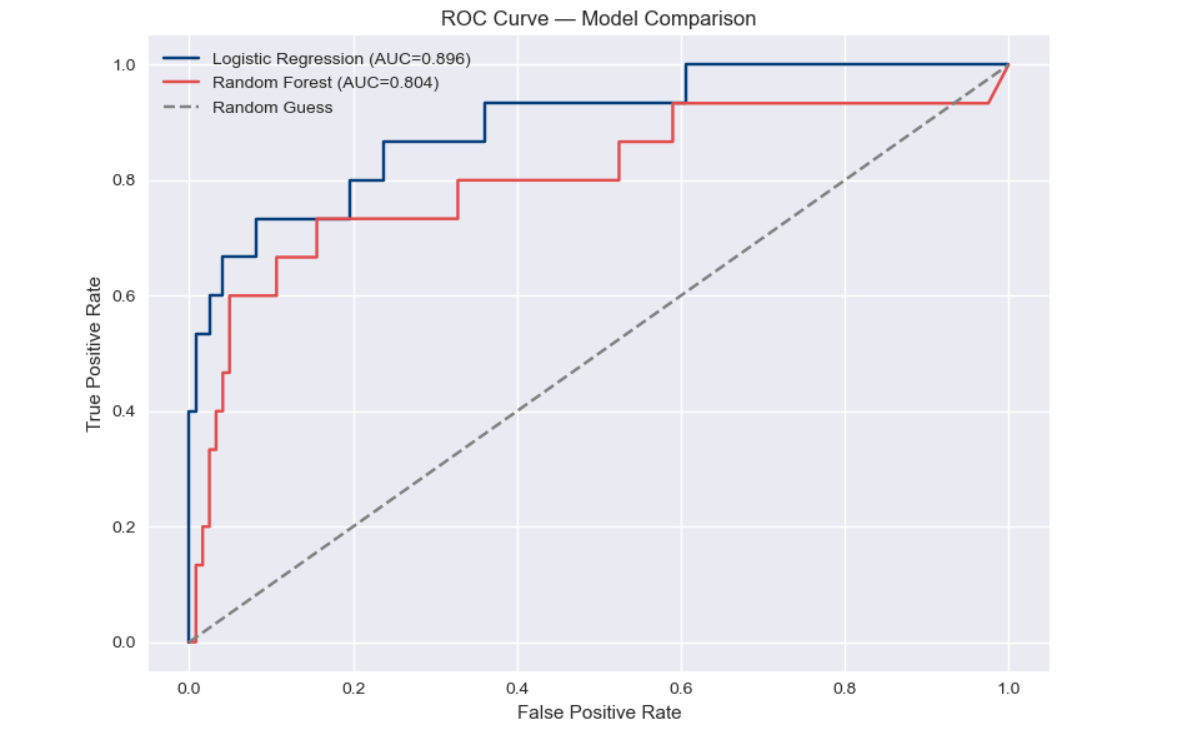 ROC Curve — Model Comparison
Logistic Regression (AUC=0.896)
Random Forest (AUC=0.804)
Random Guess
True Positive Rate
1.0
0.8
0.6
0.4
0.2
0.0
0.0 0.2 0.4 0.6 0.8 1.0
False Positive Rate